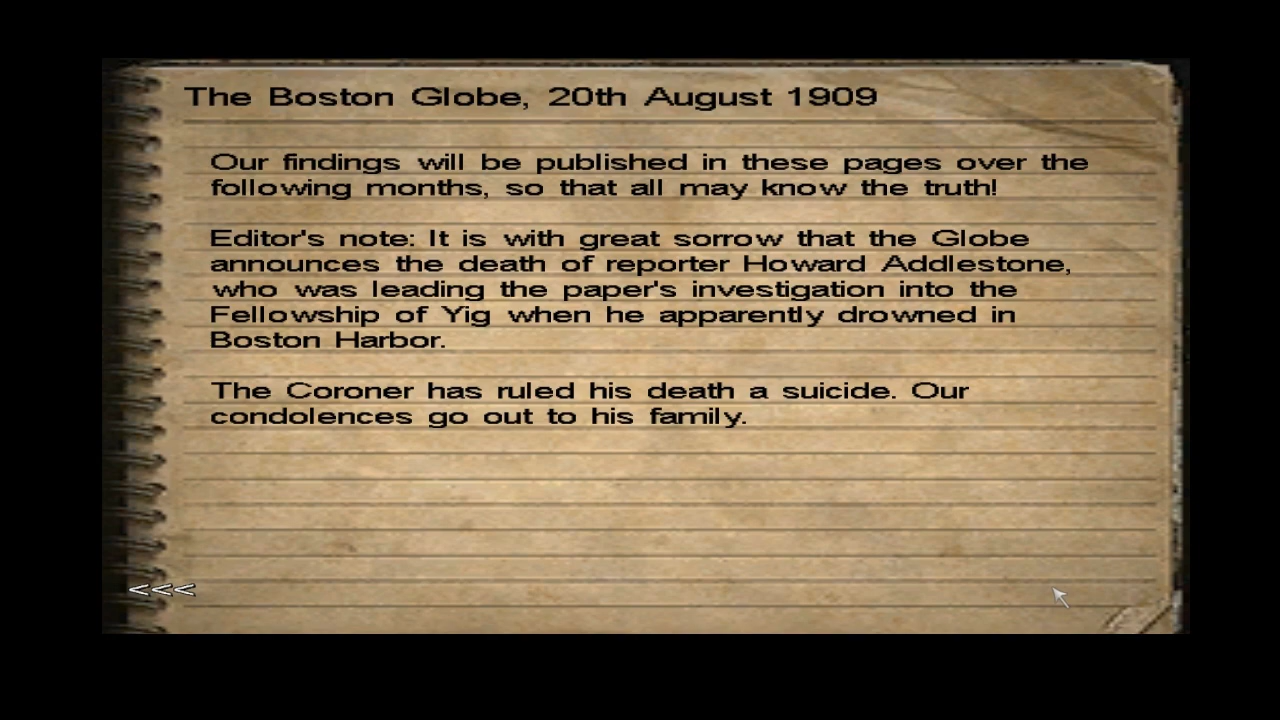 The Boston Globe, 20th August 1909
Our findings will be published in these pages over the
following months, so that all may know the truth!
Editor's note: It is with great sorrow that the Globe
announces the death of reporter Howard Addlestone,
who was leading the paper's investigation into the
Fellowship of Yig when he apparently drowned in
Boston Harbor.
The Coroner has ruled his death a suicide. Our
condolences go out to his family.
<<<